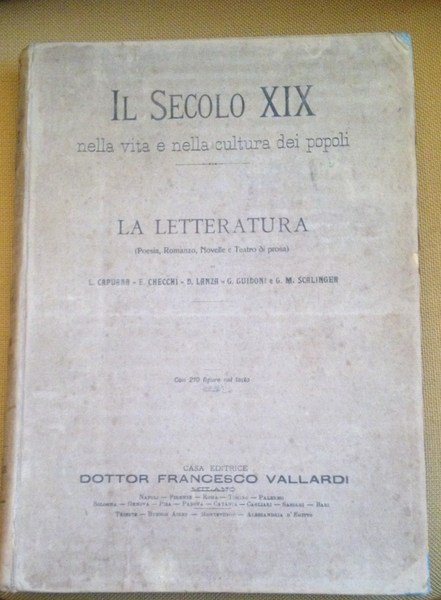 IL SECOLO XIX
nella vita e nella cultura dei popoli
LA LETTERATURA
(Poesia, Romanzo, Novelle e Teatro di prosa)
DI
L. CAPUANA - E. CHECCHI - D. LANZA - G. GUIDONI E G. M. SCALINGER
Con 210 figure nel testo
CASA EDITRICE
DOTTOR FRANCESCO VALLARDI
MILANO
NAPOLI — FIRENZE — ROMA — TORINO — PALERMO
BOLOGNA — GENOVA — PISA — PADOVA — CATANIA — CAGLIARI — SASSARI — BARI
TRIESTE — BUENOS AIRES — MONTEVIDEO — ALESSANDRIA D'EGITTO